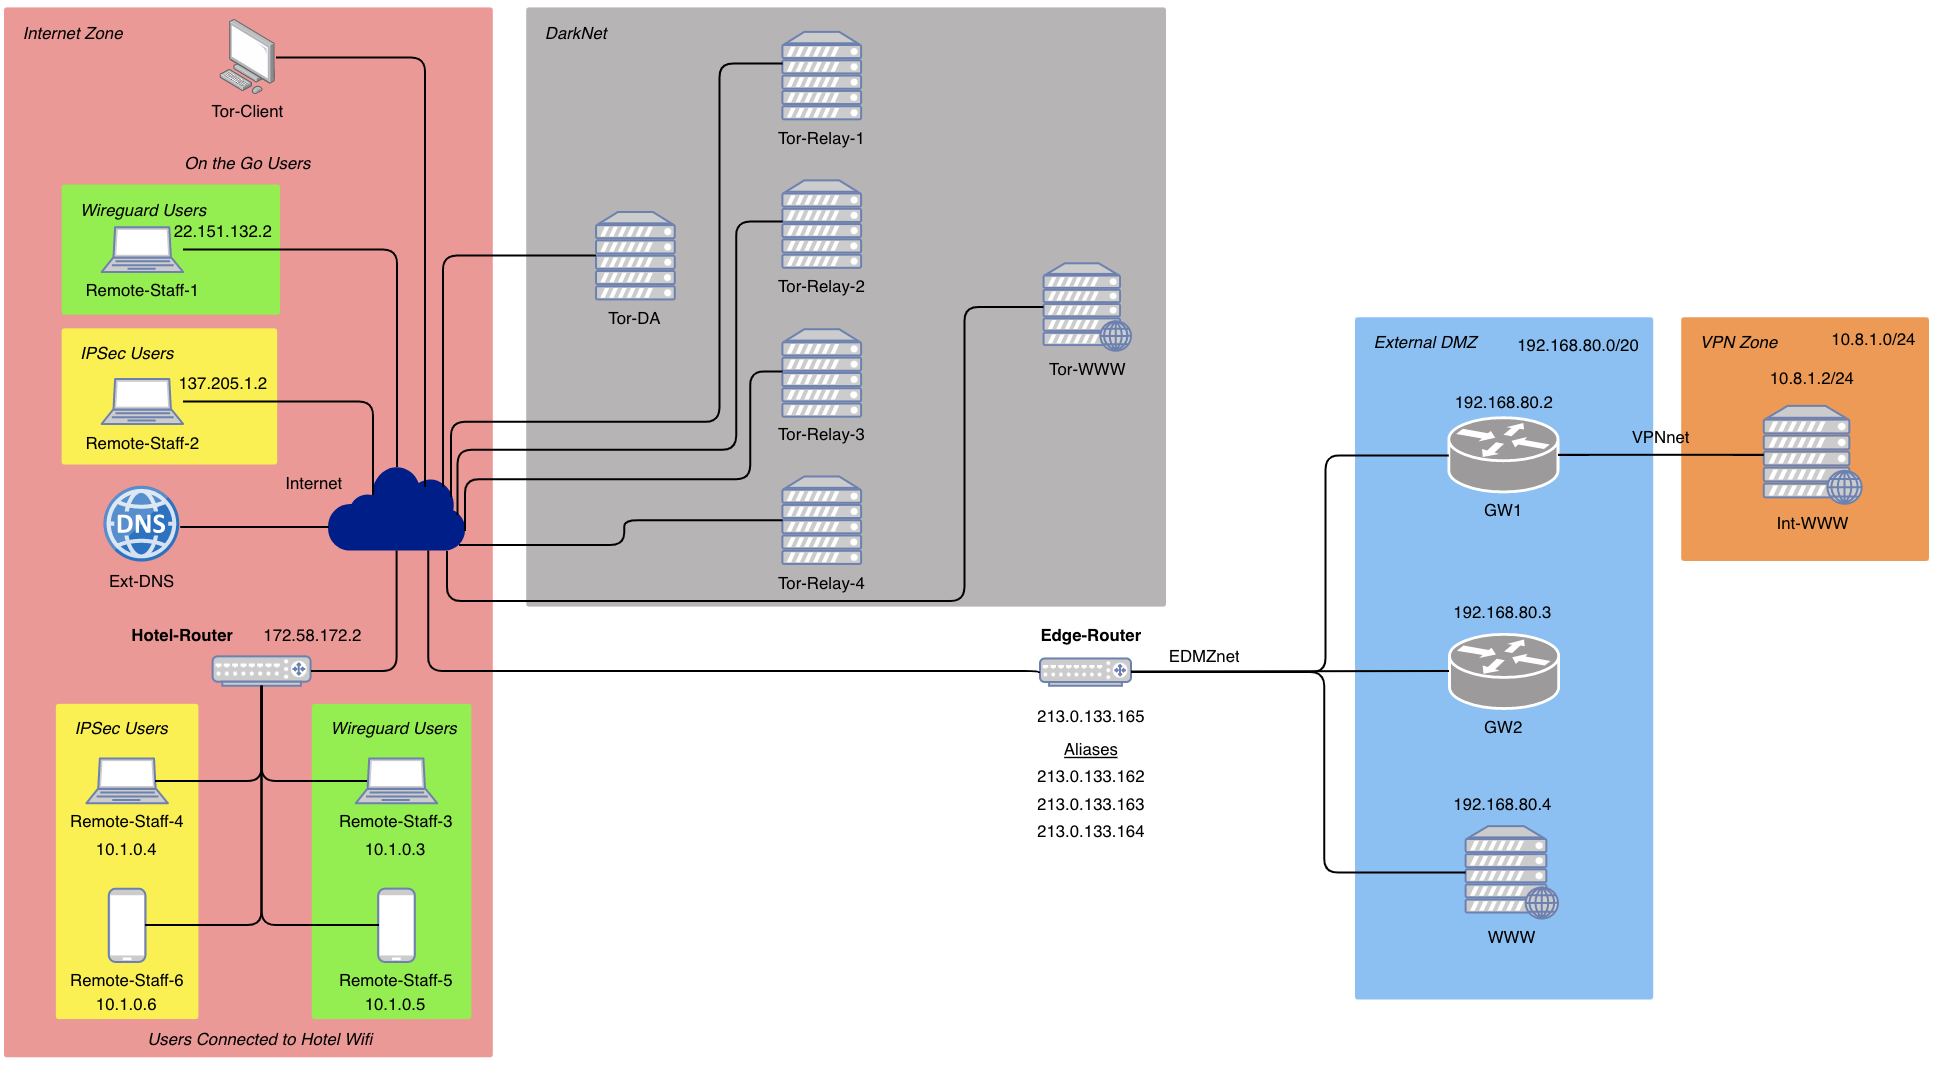 Internet Zone
Tor-Client
On the Go Users
Wireguard Users
22.151.132.2
Remote-Staff-1
IPSec Users
137.205.1.2
Remote-Staff-2
Internet
DNS
Ext-DNS
Hotel-Router
172.58.172.2
IPSec Users
Remote-Staff-4
10.1.0.4
Remote-Staff-6
10.1.0.6
Wireguard Users
Remote-Staff-3
10.1.0.3
Remote-Staff-5
10.1.0.5
Users Connected to Hotel Wifi
DarkNet
Tor-DA
Tor-Relay-1
Tor-Relay-2
Tor-Relay-3
Tor-Relay-4
Tor-WWW
Edge-Router
EDMZnet
213.0.133.165
Aliases
213.0.133.162
213.0.133.163
213.0.133.164
External DMZ
192.168.80.0/20
192.168.80.2
GW1
192.168.80.3
GW2
192.168.80.4
WWW
VPNnet
VPN Zone
10.8.1.0/24
10.8.1.2/24
Int-WWW